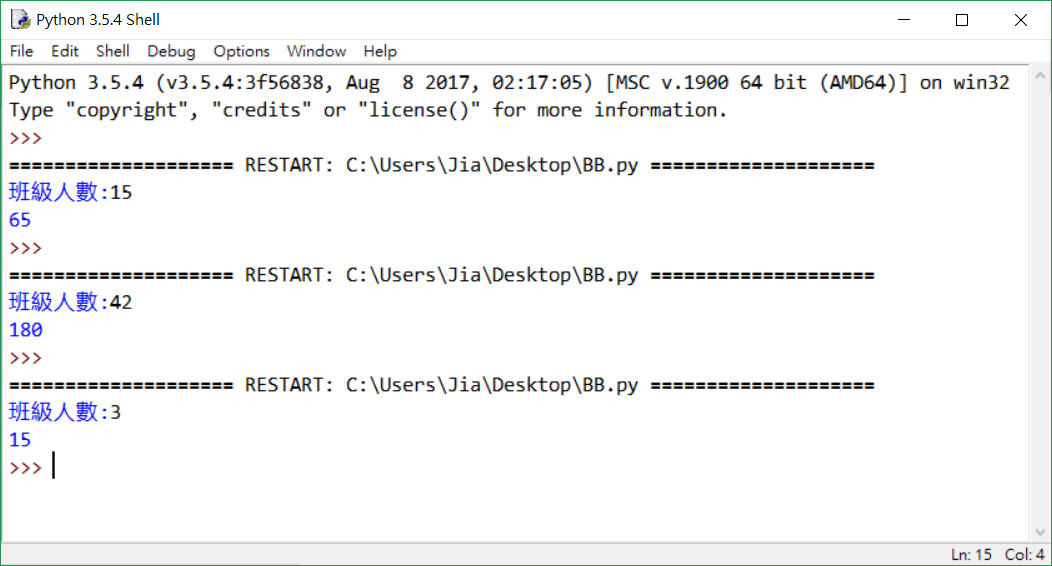 Python 3.5.4 Shell
File Edit Shell Debug Options Window Help
Python 3.5.4 (v3.5.4:3f56838, Aug  8 2017, 02:17:05) [MSC v.1900 64 bit (AMD64)] on win32
Type "copyright", "credits" or "license()" for more information.
>>>
==================== RESTART: C:\Users\Jia\Desktop\BB.py ====================
班級人數:15
65
>>>
==================== RESTART: C:\Users\Jia\Desktop\BB.py ====================
班級人數:42
180
>>>
==================== RESTART: C:\Users\Jia\Desktop\BB.py ====================
班級人數:3
15
>>>
Ln: 15 Col: 4